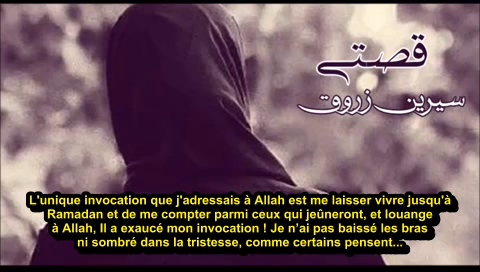 قصتي
سيرين زروق
L'unique invocation que j'adressais à Allah est me laisser vivre jusqu'à
Ramadan et de me compter parmi ceux qui jeûneront, et louange
à Allah, Il a exaucé mon invocation ! Je n'ai pas baissé les bras
ni sombré dans la tristesse, comme certains pensent...